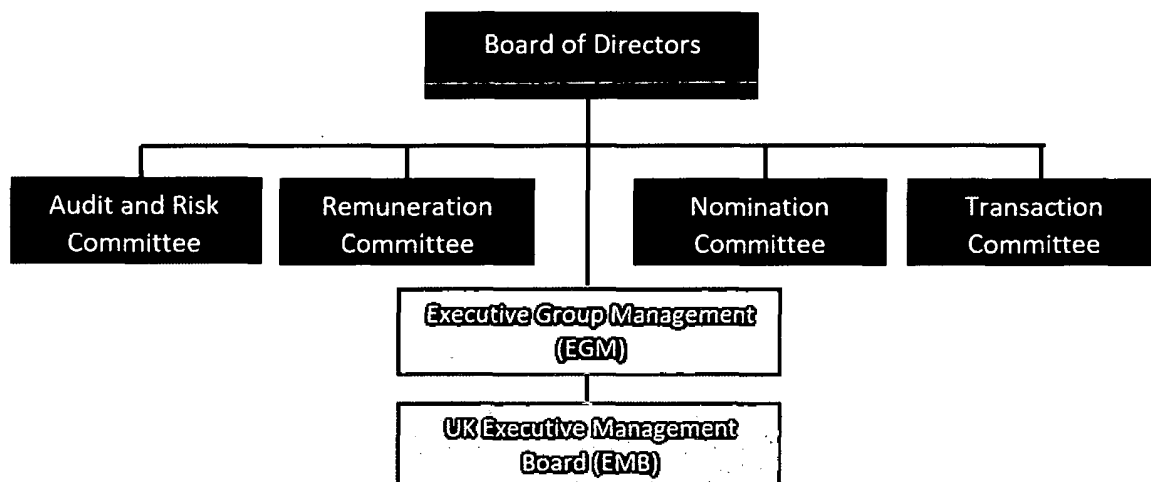 Board of Directors
Audit and Risk
Committee
Remuneration
Committee
Nomination
Committee
Transaction
Committee
Executive Group Management
(EGM)
UK Executive Management
Board (EMB)